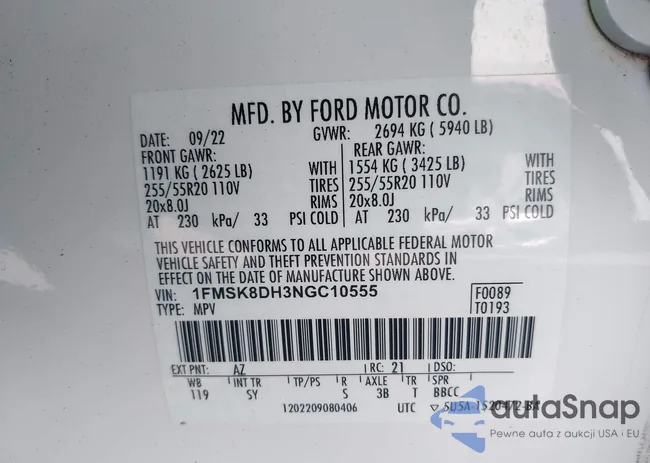 MFD. BY FORD MOTOR CO.
DATE: 09/22 GVWR: 2694 KG ( 5940 LB)
FRONT GAWR: REAR GAWR:
1191 KG ( 2625 LB) WITH 1554 KG ( 3425 LB) WITH
255/55R20 110V TIRES 255/55R20 110V TIRES
20x8.0J RIMS 20x8.0J RIMS
AT 230 kPa/ 33 PSI COLD AT 230 kPa/ 33 PSI COLD
THIS VEHICLE CONFORMS TO ALL APPLICABLE FEDERAL MOTOR
VEHICLE SAFETY AND THEFT PREVENTION STANDARDS IN
EFFECT ON THE DATE OF MANUFACTURE SHOWN ABOVE.
VIN: 1FMSK8DH3NGC10555 F0089
TYPE: MPV T0193
EXT PNT: AZ RC: 21 DSO:
WB INT TR TP/PS R AXLE TR SPR
119 SY S 3B T BBCC
1202209080406 UTC
autoSnap
Pewne auta z aukcji USA i EU